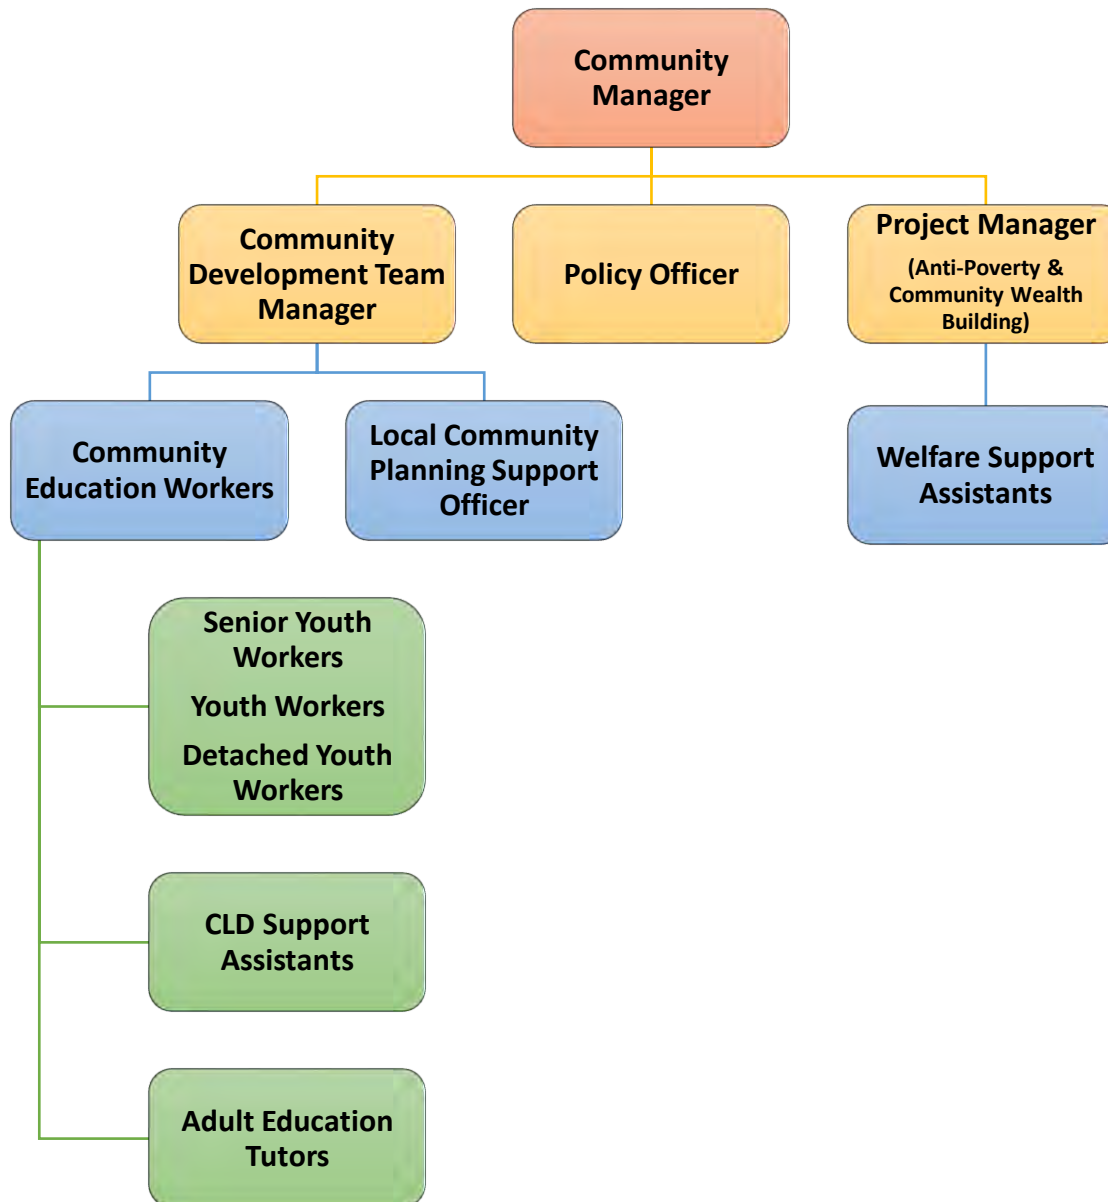 Community
Manager
Community
Development Team
Manager
Policy Officer
Project Manager
(Anti-Poverty &
Community Wealth
Building)
Community
Education Workers
Local Community
Planning Support
Officer
Welfare Support
Assistants
Senior Youth
Workers
Youth Workers
Detached Youth
Workers
CLD Support
Assistants
Adult Education
Tutors